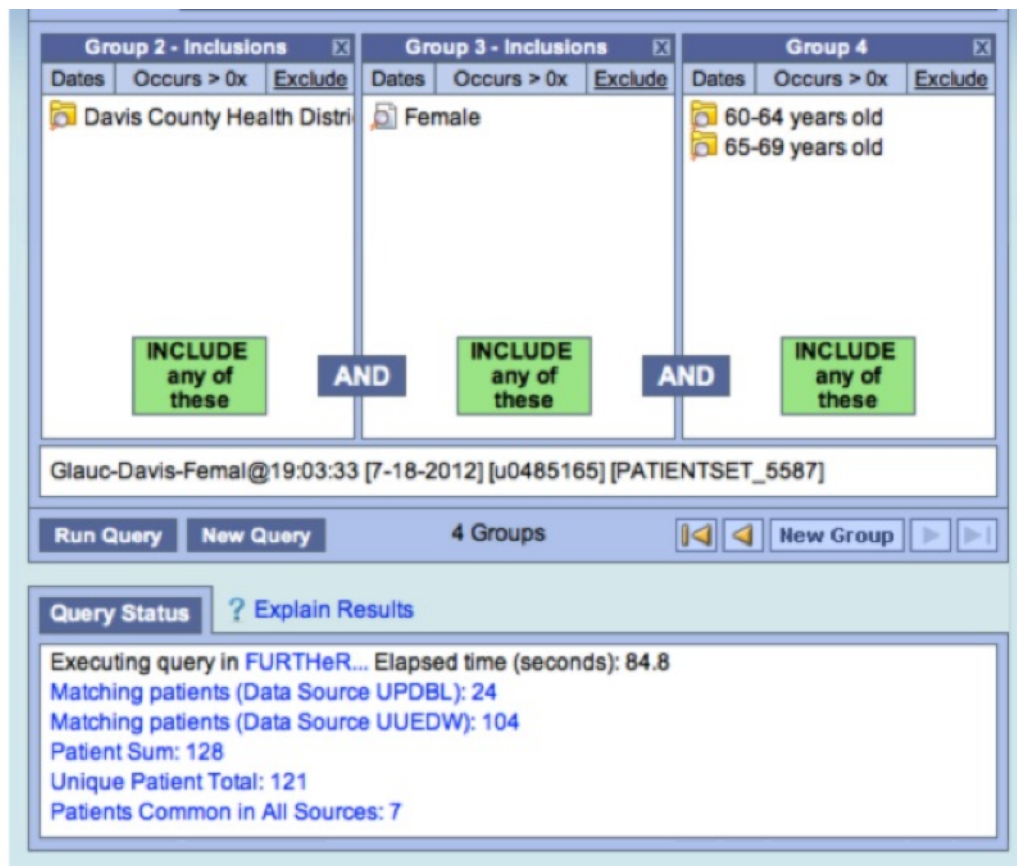 Group 2 - Inclusions X Group 3 - Inclusions X Group 4 X
Dates Occurs > 0x Exclude Dates Occurs > 0x Exclude Dates Occurs > 0x Exclude
Davis County Health Distri Female 60-64 years old
65-69 years old
INCLUDE INCLUDE INCLUDE
any of AND any of AND any of
these these these
Glauc-Davis-Femal@19:03:33 [7-18-2012] [u0485165] [PATIENTSET_5587]
Run Query New Query 4 Groups New Group
Query Status ? Explain Results
Executing query in FURTHeR... Elapsed time (seconds): 84.8
Matching patients (Data Source UPDBL): 24
Matching patients (Data Source UUEDW): 104
Patient Sum: 128
Unique Patient Total: 121
Patients Common in All Sources: 7